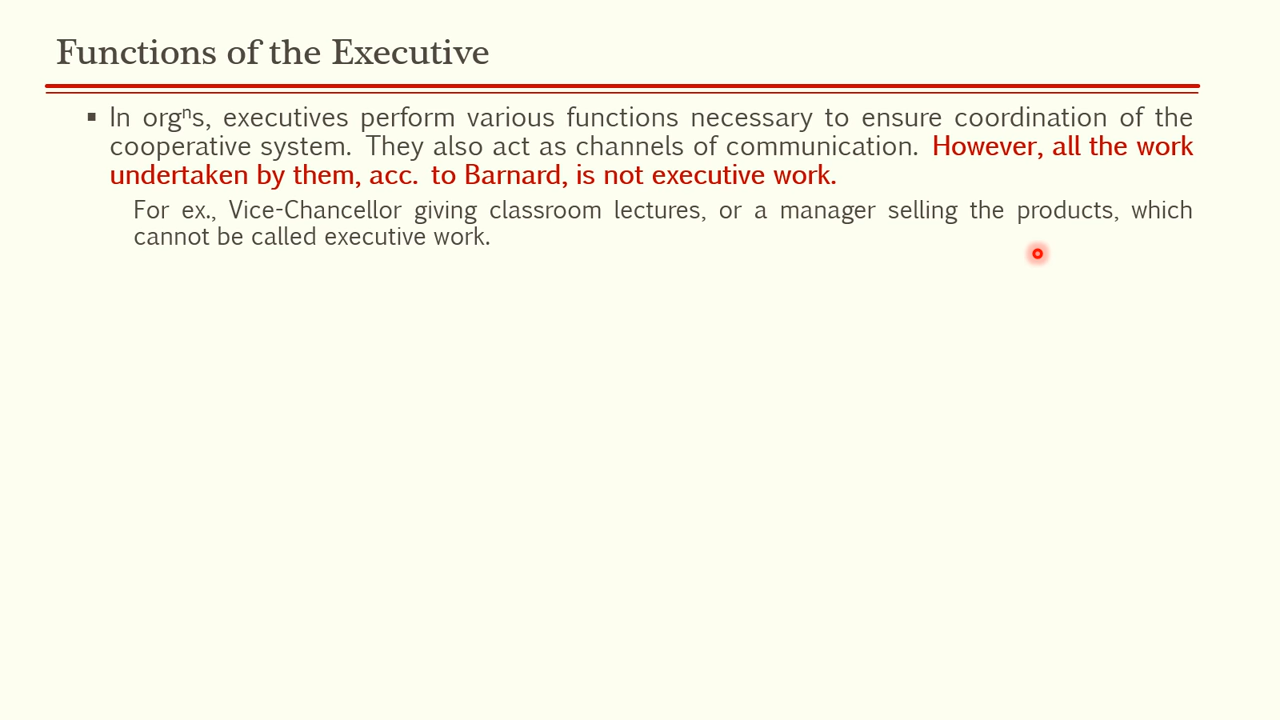 Functions of the Executive
▪ In orgⁿs, executives perform various functions necessary to ensure coordination of the
cooperative system. They also act as channels of communication. However, all the work
undertaken by them, acc. to Barnard, is not executive work.
For ex., Vice-Chancellor giving classroom lectures, or a manager selling the products, which
cannot be called executive work.